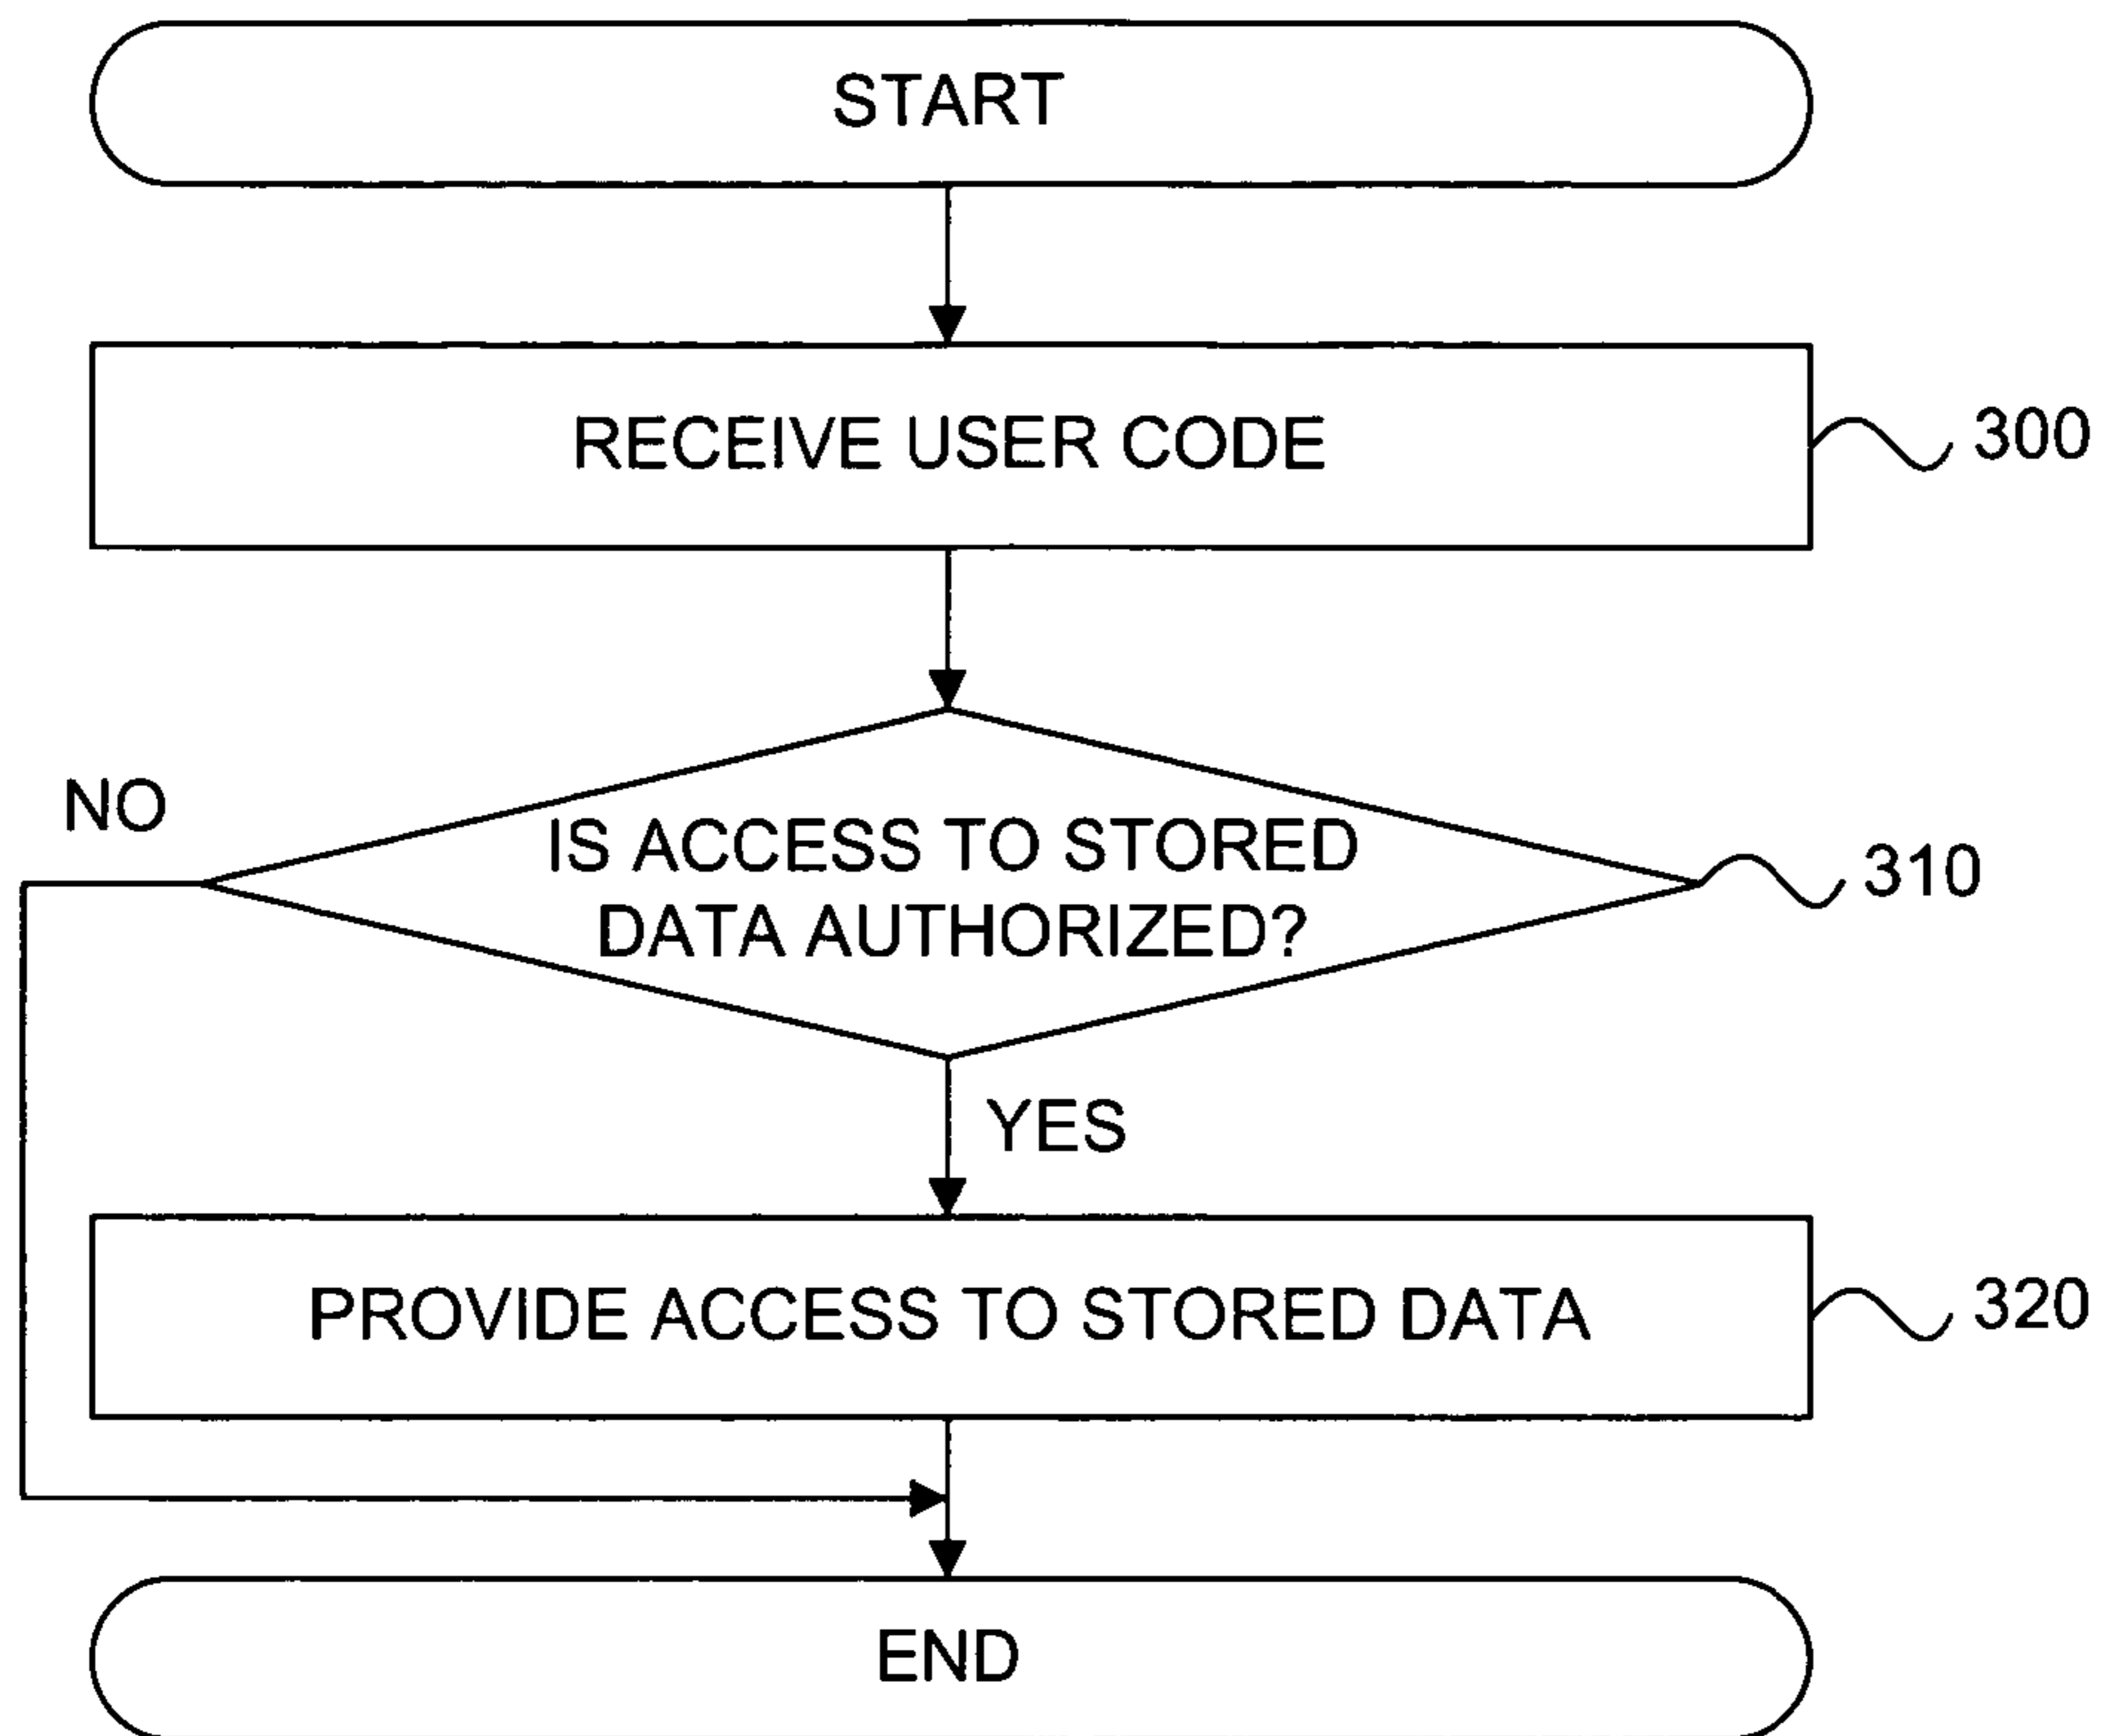 START
RECEIVE USER CODE
300
NO
IS ACCESS TO STORED
DATA AUTHORIZED?
310
YES
PROVIDE ACCESS TO STORED DATA
320
END